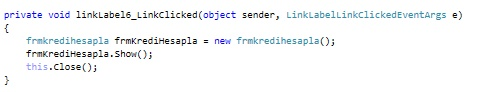 private void linkLabel6_LinkClicked(object sender, LinkLabelLinkClickedEventArgs e)
{
frmkredihesapla frmKrediHesapla = new frmkredihesapla();
frmKrediHesapla.Show();
this.Close();
}